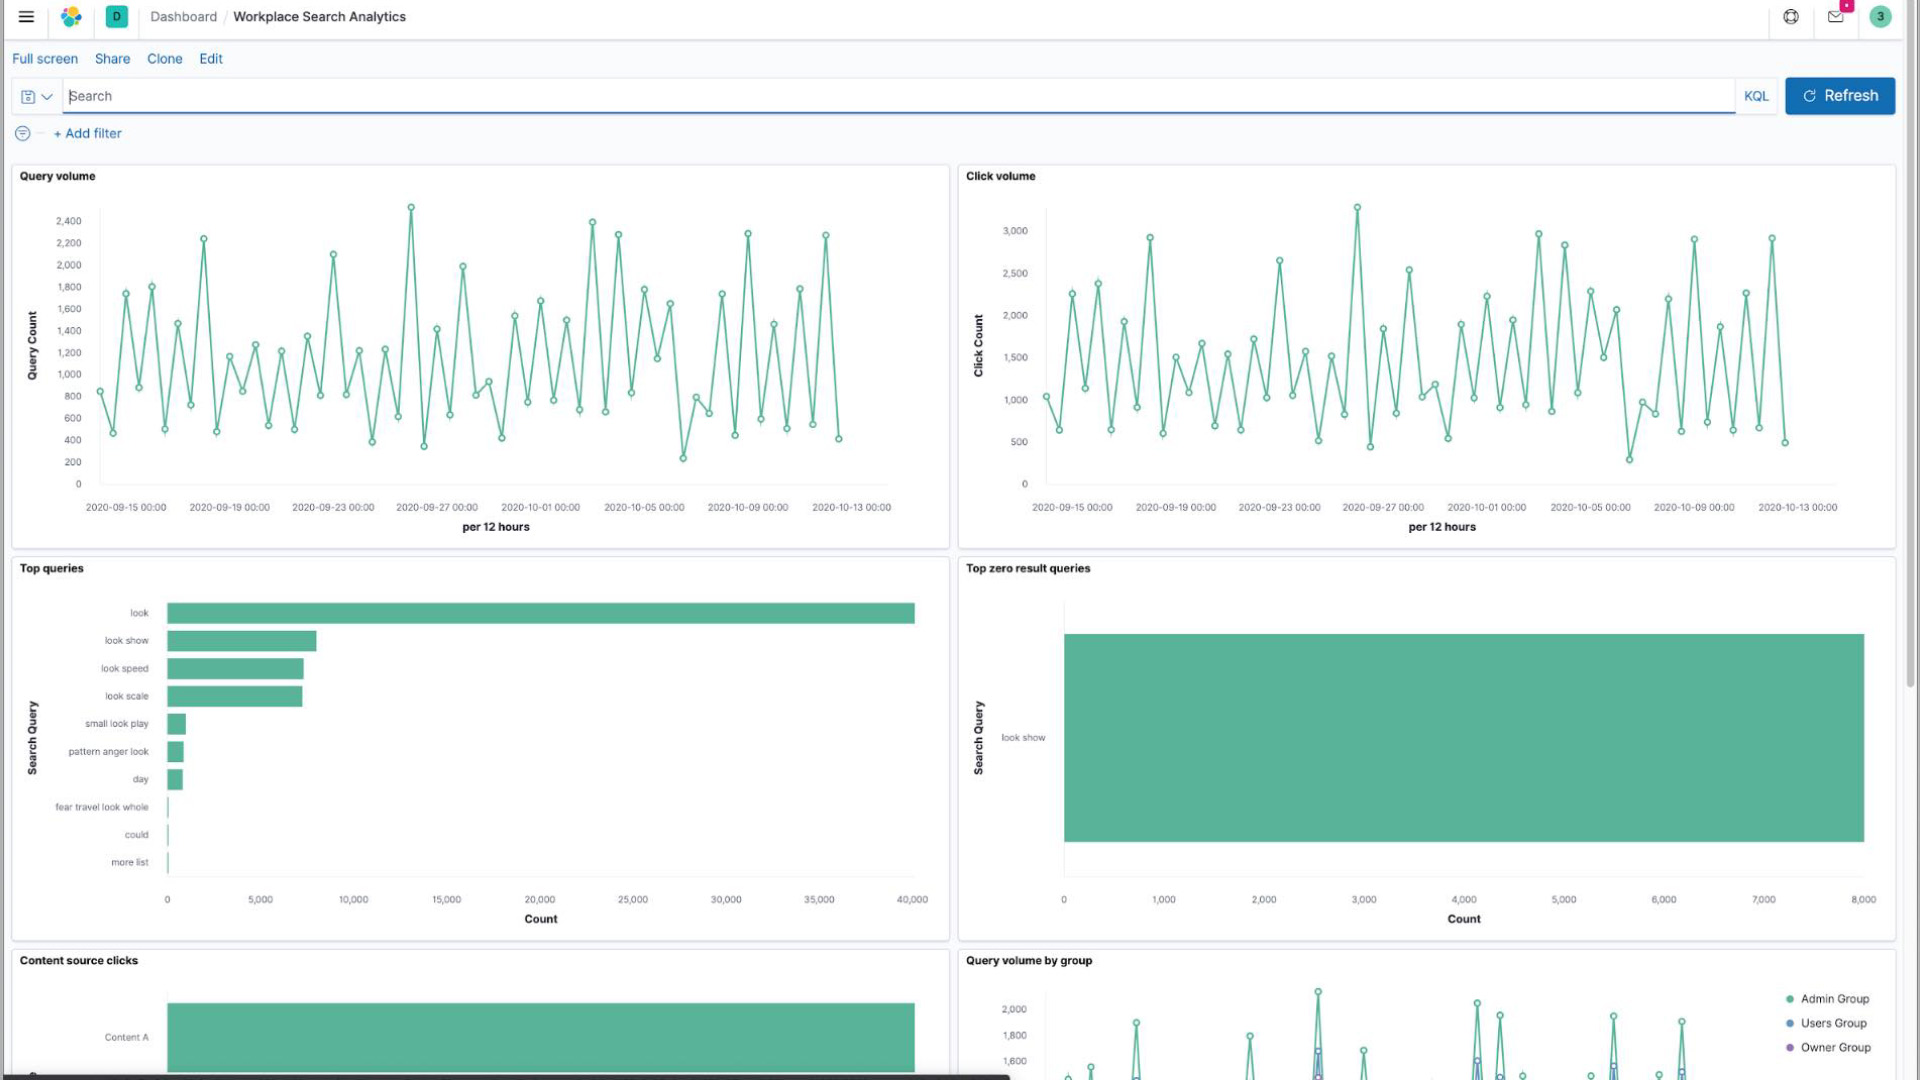 D Dashboard / Workplace Search Analytics 3
Full screen Share Clone Edit
Search KQL Refresh
+ Add filter
Query volume
Query Count
2,400
2,200
2,000
1,800
1,600
1,400
1,200
1,000
800
600
400
200
0
2020-09-15 00:00 2020-09-19 00:00 2020-09-23 00:00 2020-09-27 00:00 2020-10-01 00:00 2020-10-05 00:00 2020-10-09 00:00 2020-10-13 00:00
per 12 hours
Click volume
Click Count
3,000
2,500
2,000
1,500
1,000
500
0
2020-09-15 00:00 2020-09-19 00:00 2020-09-23 00:00 2020-09-27 00:00 2020-10-01 00:00 2020-10-05 00:00 2020-10-09 00:00 2020-10-13 00:00
per 12 hours
Top queries
Search Query
look
look show
look speed
look scale
small look play
pattern anger look
day
fear travel look whole
could
more list
0 5,000 10,000 15,000 20,000 25,000 30,000 35,000 40,000
Count
Top zero result queries
Search Query
look show
0 1,000 2,000 3,000 4,000 5,000 6,000 7,000 8,000
Count
Content source clicks
Content A
Query volume by group
2,000
1,800
1,600
Admin Group
Users Group
Owner Group